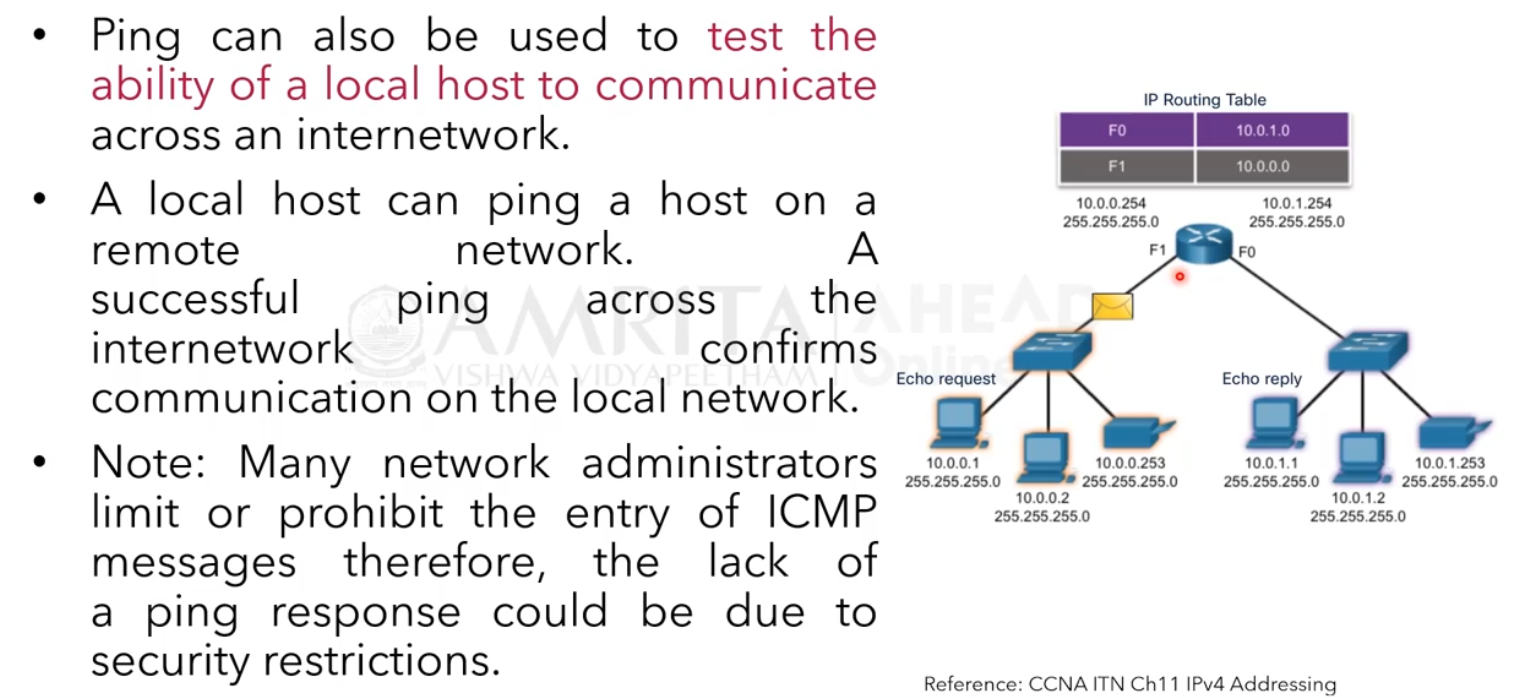 • Ping can also be used to test the
ability of a local host to communicate
across an internetwork.
• A local host can ping a host on a
remote network. A
successful ping across the
internetwork confirms
communication on the local network.
• Note: Many network administrators
limit or prohibit the entry of ICMP
messages therefore, the lack of
a ping response could be due to
security restrictions.
IP Routing Table
F0 10.0.1.0
F1 10.0.0.0
10.0.0.254 10.0.1.254
255.255.255.0 255.255.255.0
F1 F0
AMRITA AHEAD
VISHWA VIDYAPEETHAM Online
Echo request Echo reply
10.0.0.1
255.255.255.0
10.0.0.2
255.255.255.0
10.0.0.253
255.255.255.0
10.0.1.1
255.255.255.0
10.0.1.2
255.255.255.0
10.0.1.253
255.255.255.0
Reference: CCNA ITN Ch11 IPv4 Addressing